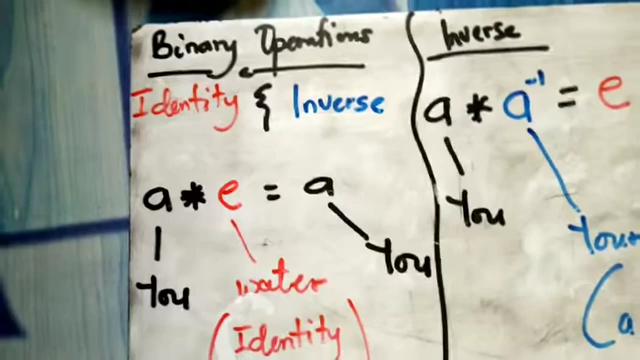 Binary Operations
Identity { Inverse
a * e = a
You
You
water
(Identity)
Inverse
a * a⁻¹ = e
You
(a